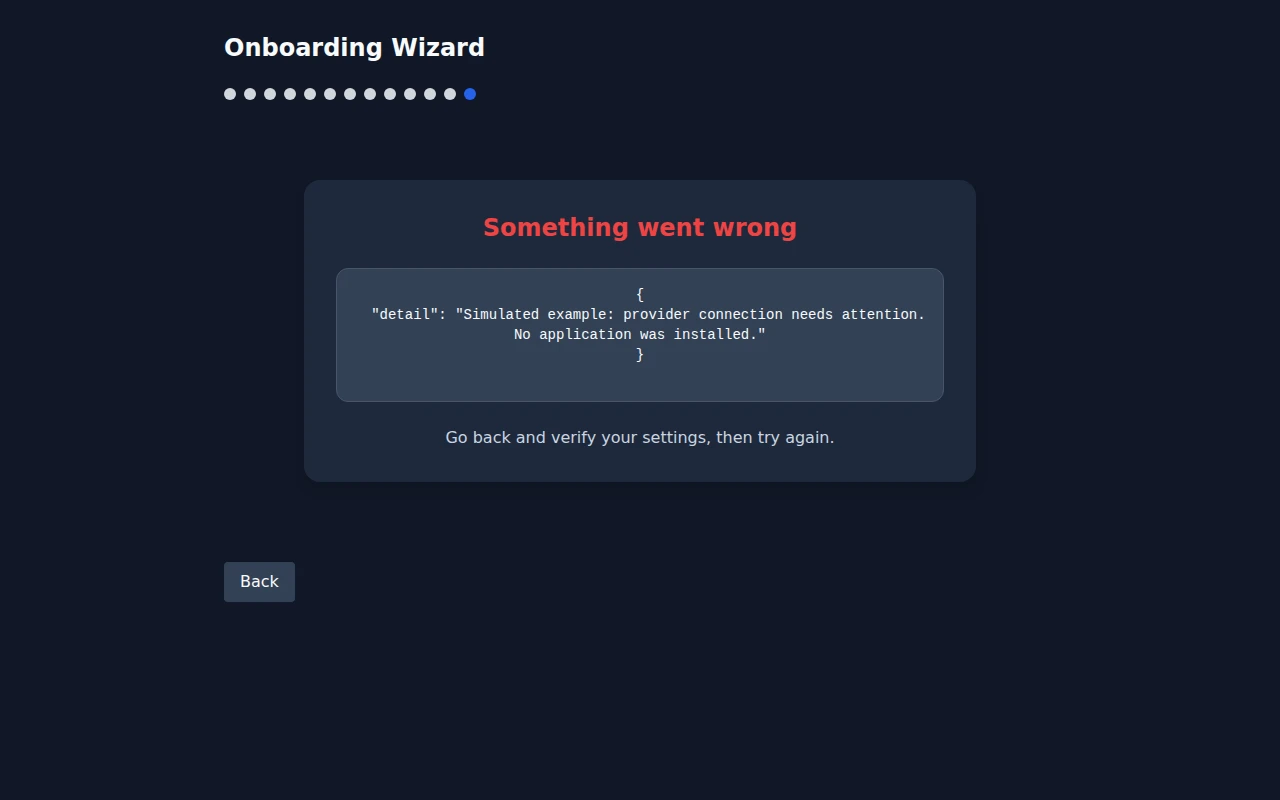 Onboarding Wizard
Something went wrong
{
"detail": "Simulated example: provider connection needs attention.
No application was installed."
}
Go back and verify your settings, then try again.
Back